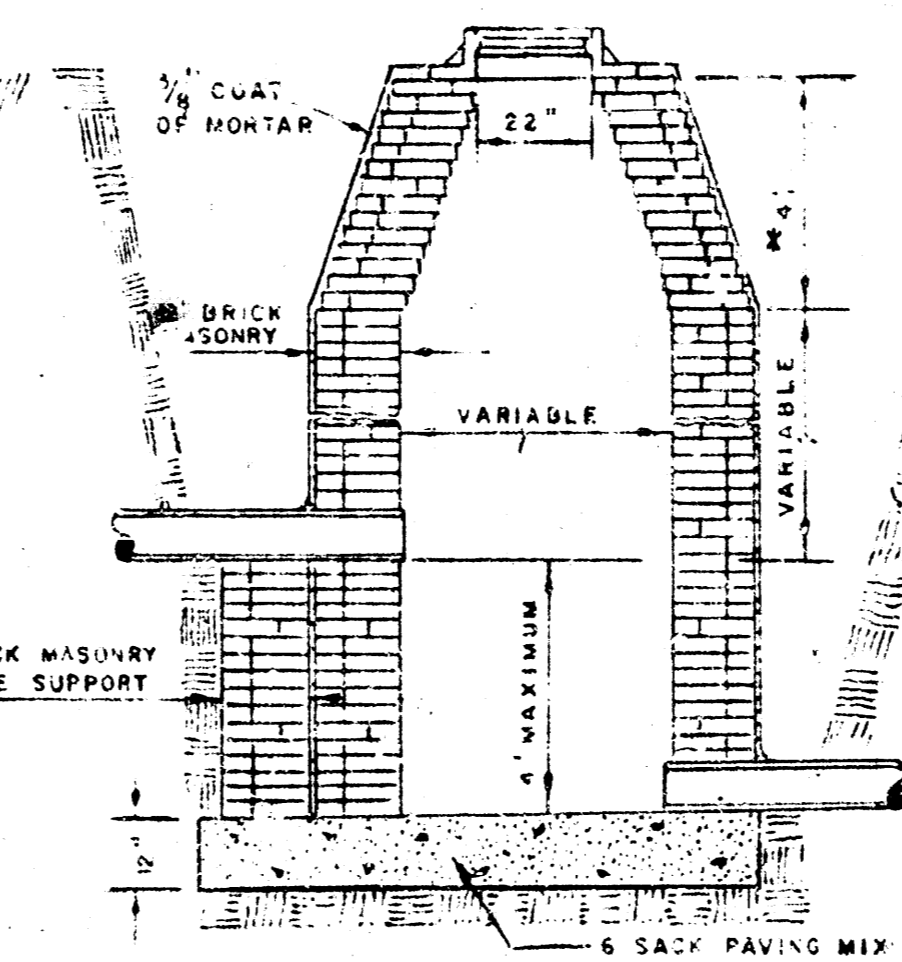 3/8" COAT
OF MORTAR
22"
4'
BRICK
VARIABLE
VARIABLE
4' MAXIMUM
MASONRY
SUPPORT
12"
6 SACK PAVING MIX